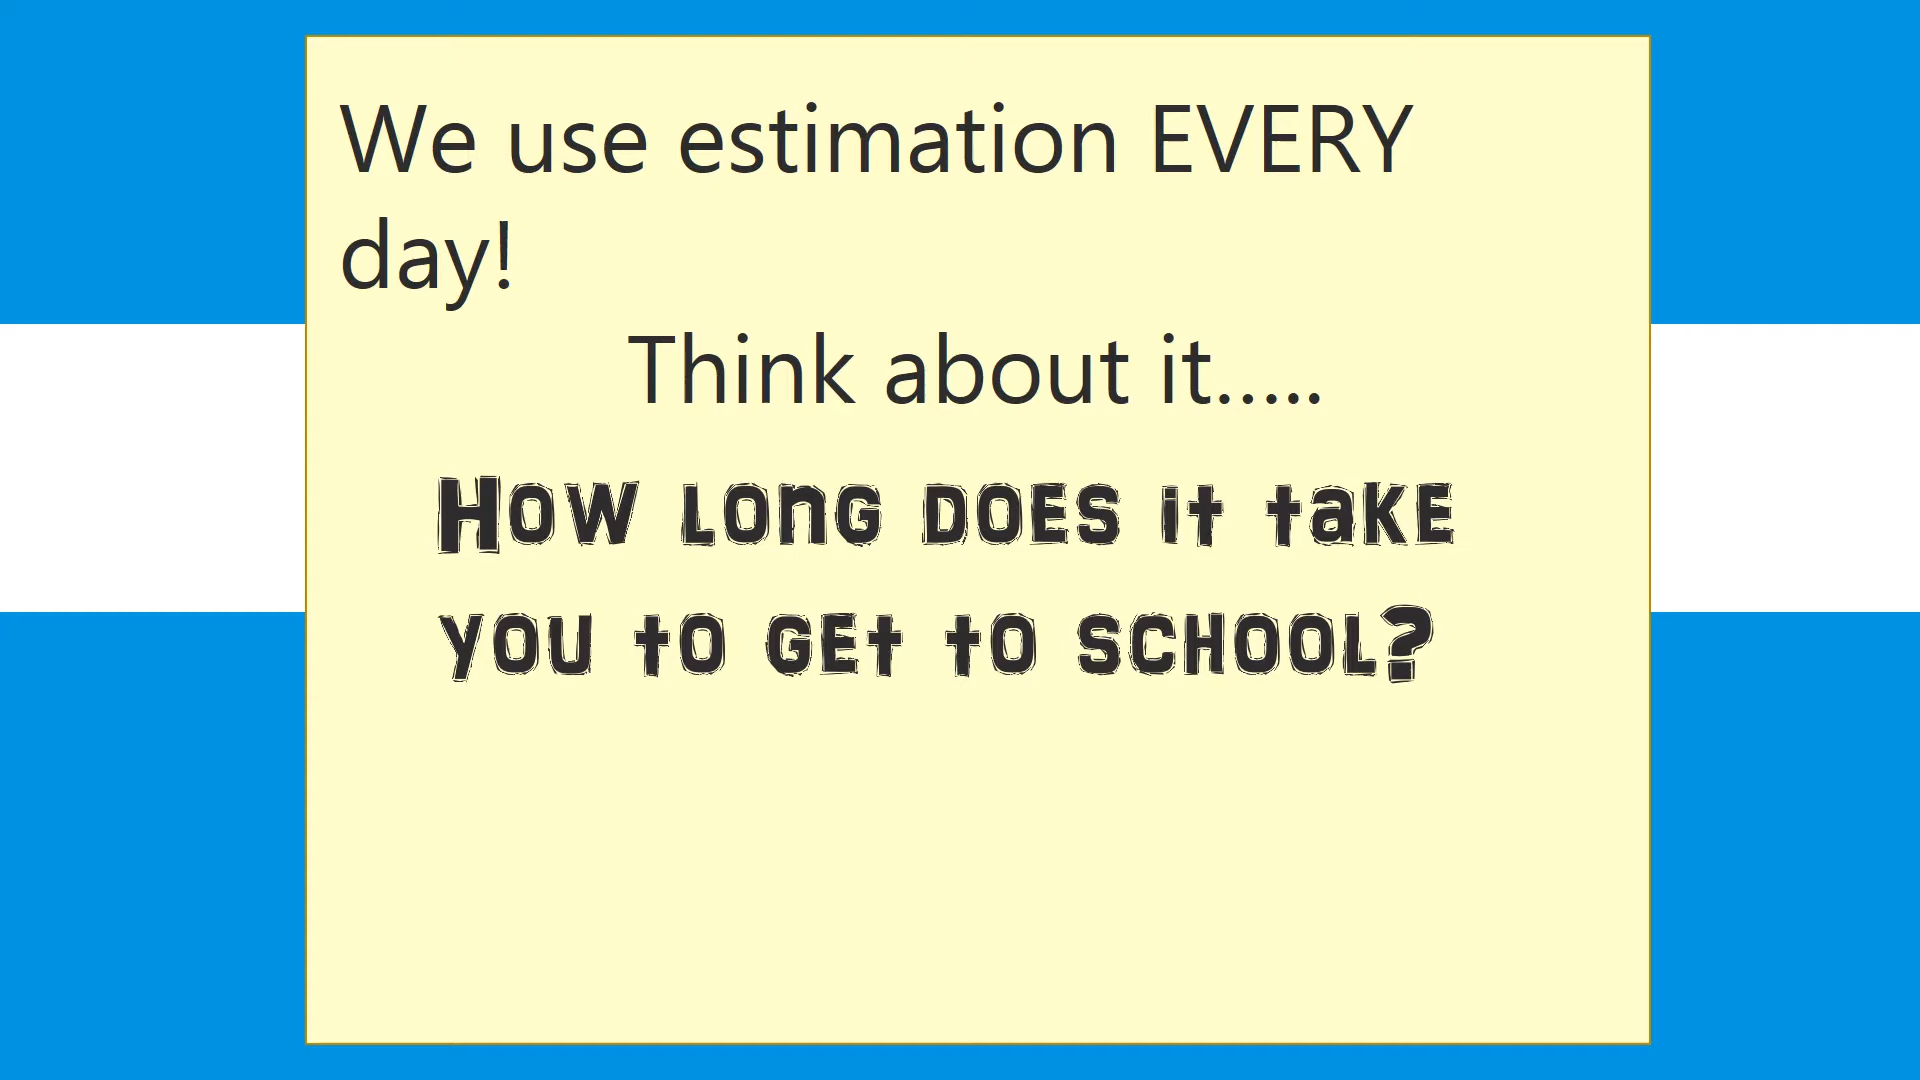 We use estimation EVERY
day!
Think about it.....
How long does it take
you to get to school?